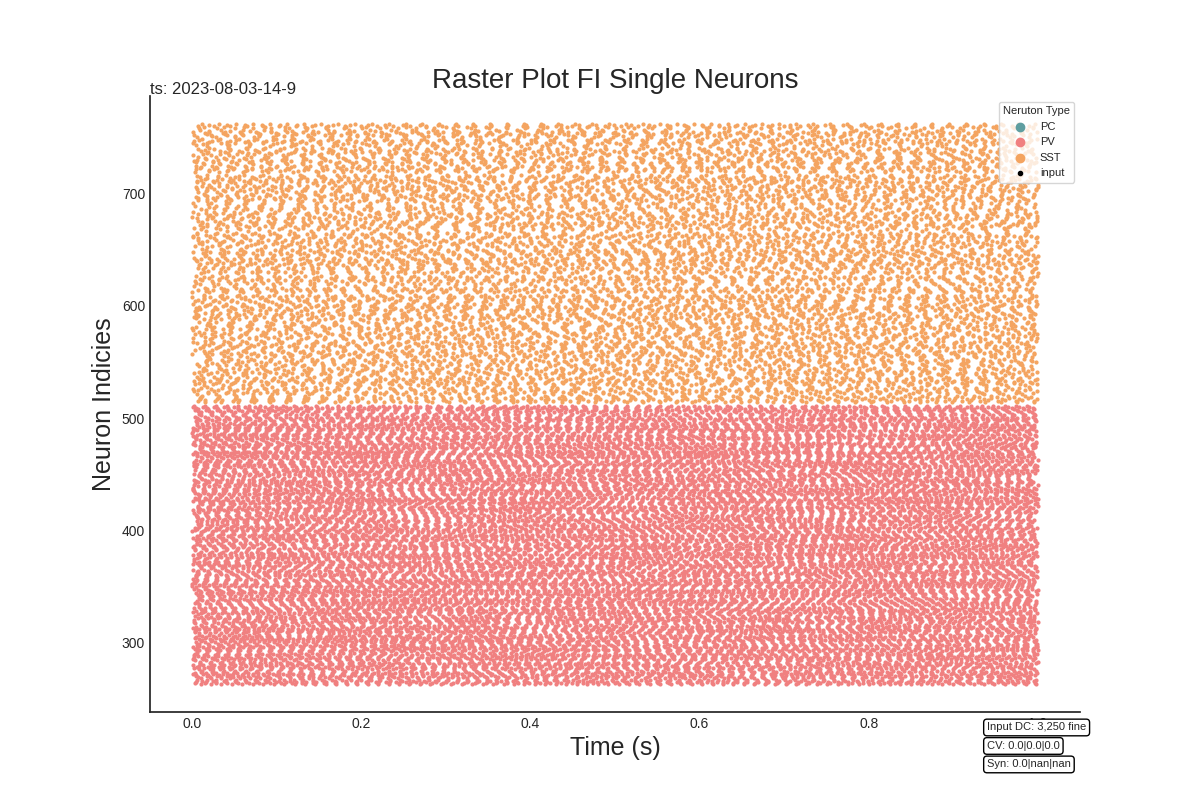 Raster Plot FI Single Neurons
ts: 2023-08-03-14-9
Neruton Type
PC
PV
SST
input
Neuron Indicies
700
600
500
400
300
0.0 0.2 0.4 0.6 0.8
Time (s)
Input DC: 3,250 fine
CV: 0.0|0.0|0.0
Syn: 0.0|nan|nan